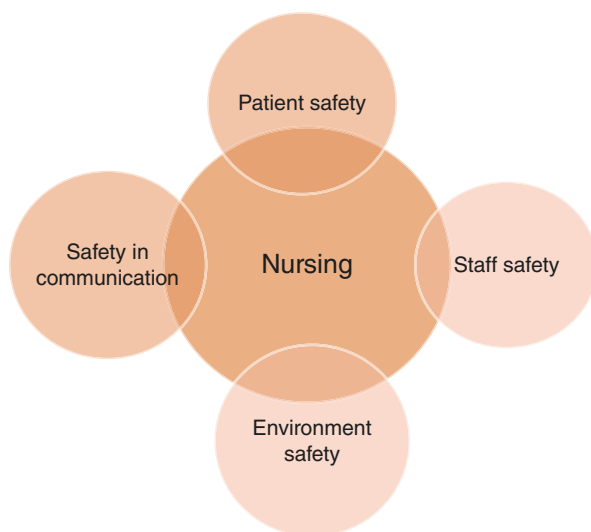 Patient safety
Safety in
communication
Nursing
Staff safety
Environment
safety